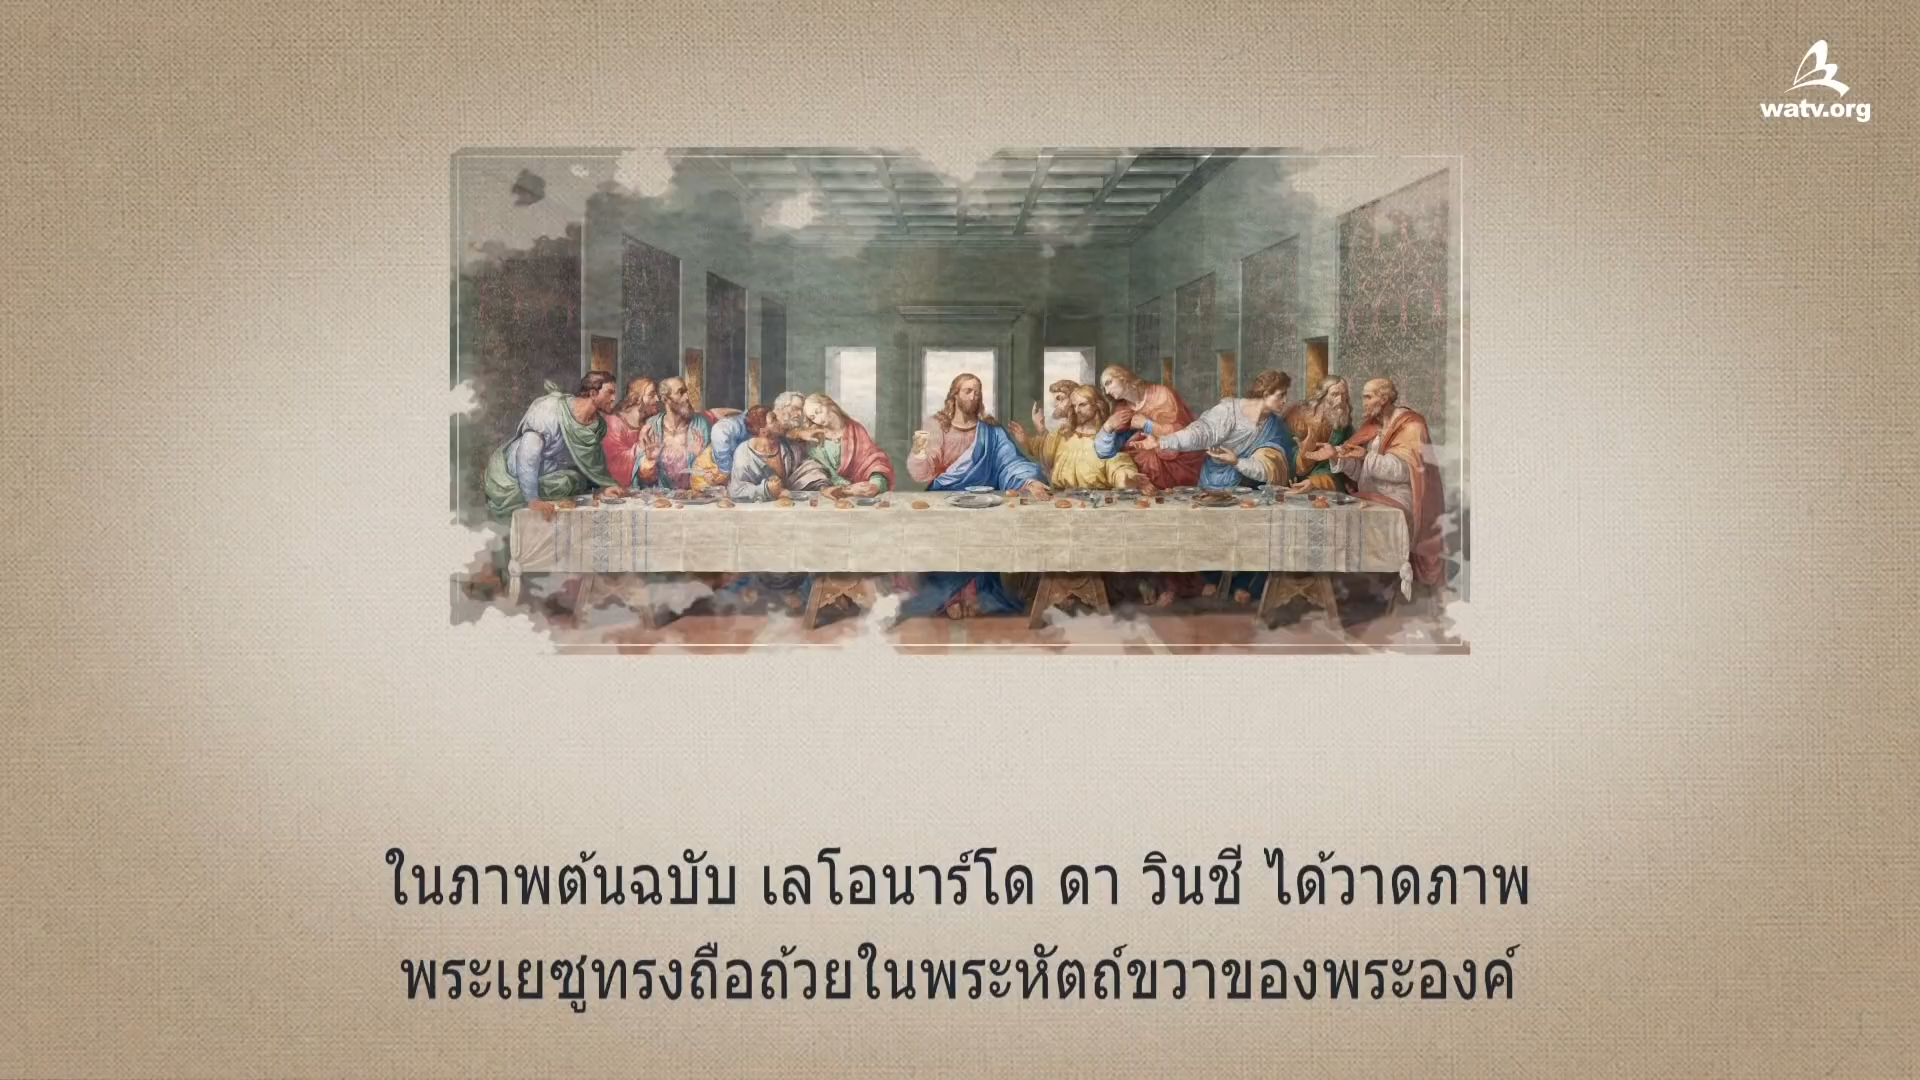 watv.org
ในภาพต้นฉบับ เลโอนาร์โด ดา วินชี ได้วาดภาพ
พระเยซูทรงถือถ้วยในพระหัตถ์ขวาของพระองค์